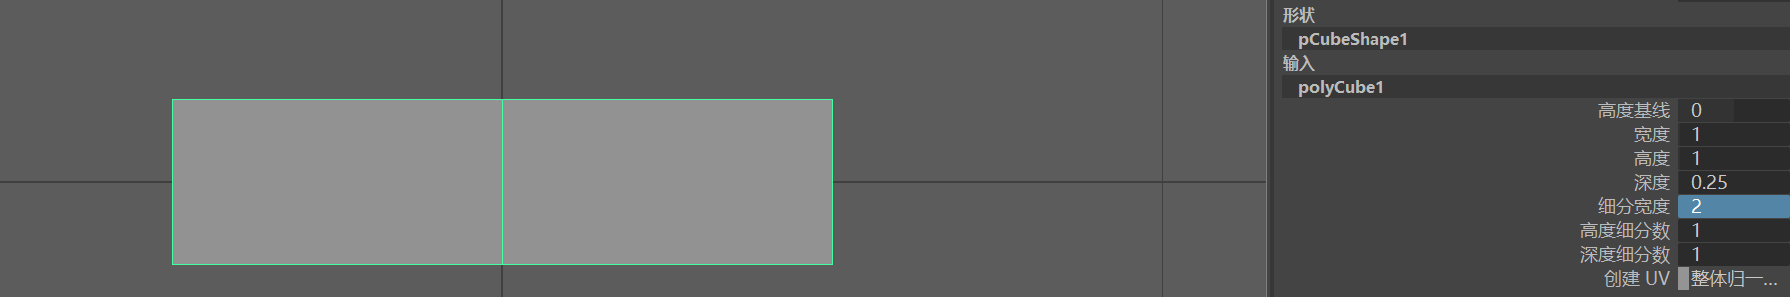 形状
pCubeShape1
输入
polyCube1
高度基线 0
宽度 1
高度 1
深度 0.25
细分宽度 2
高度细分数 1
深度细分数 1
创建 UV 整体归一...